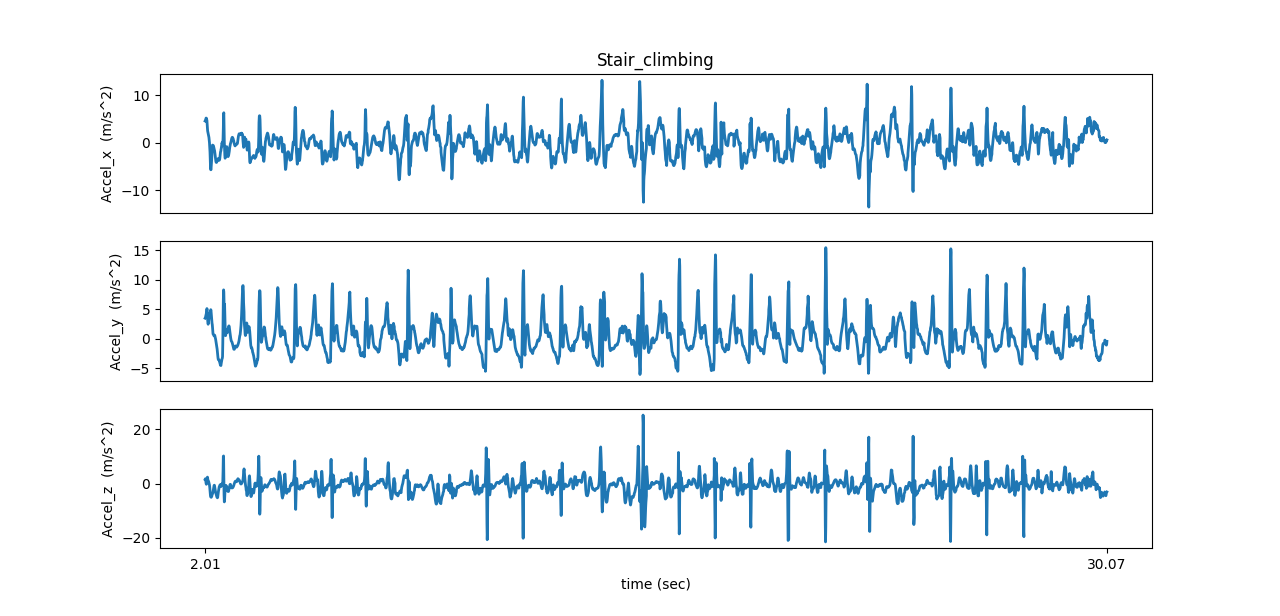 Stair_climbing
Accel_x (m/s^2)
10
0
−10
Accel_y (m/s^2)
15
10
5
0
−5
Accel_z (m/s^2)
20
0
−20
2.01
30.07
time (sec)